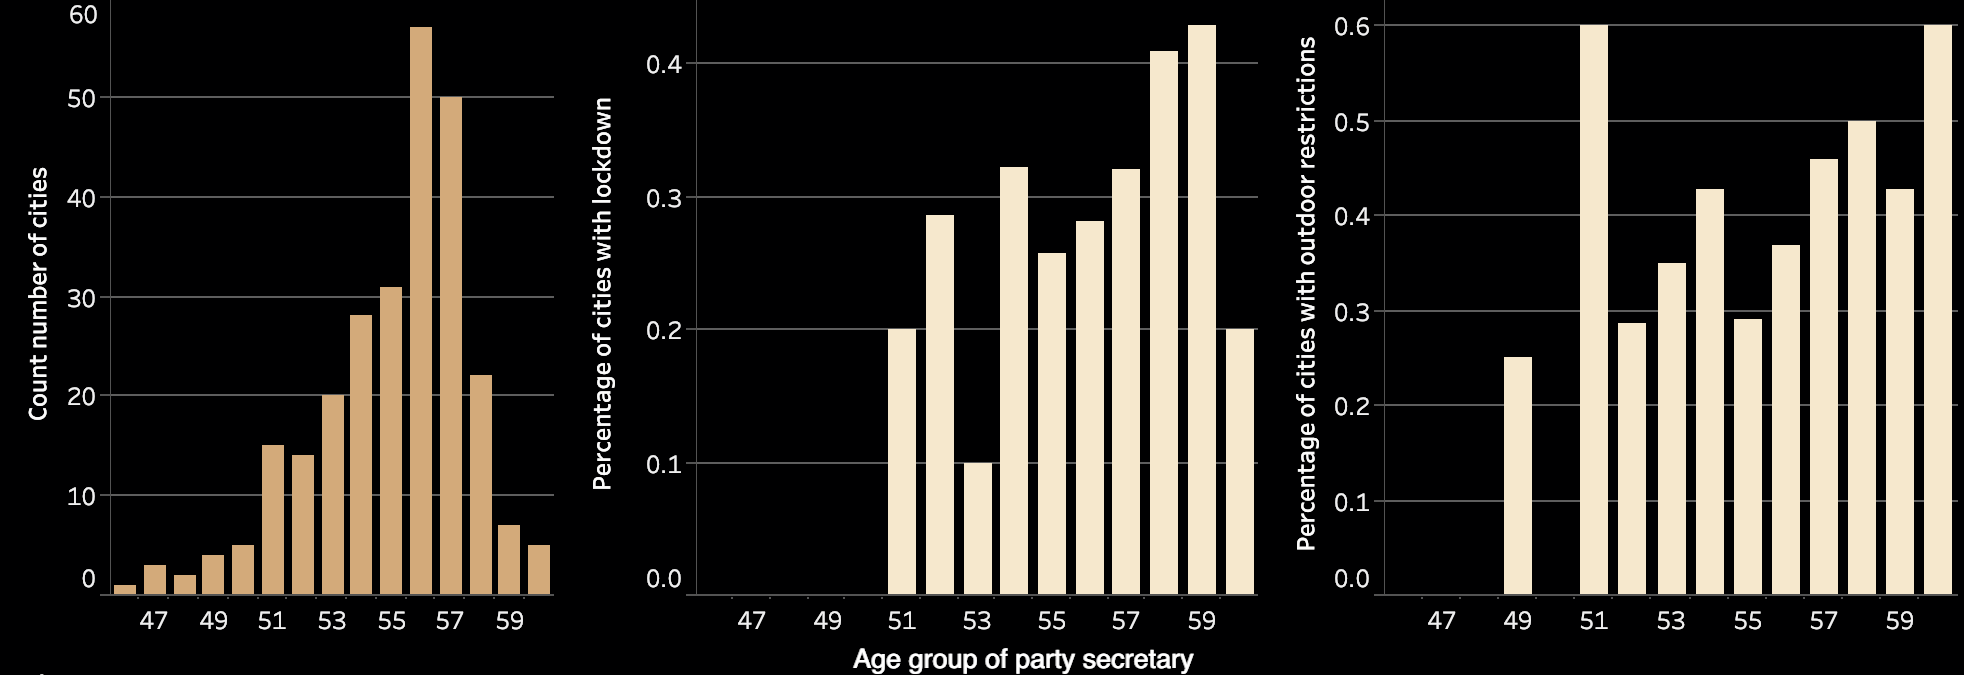 Count number of cities
60
50
40
30
20
10
0
47 49 51 53 55 57 59
Percentage of cities with lockdown
0.4
0.3
0.2
0.1
0.0
47 49 51 53 55 57 59
Percentage of cities with outdoor restrictions
0.6
0.5
0.4
0.3
0.2
0.1
0.0
47 49 51 53 55 57 59
Age group of party secretary